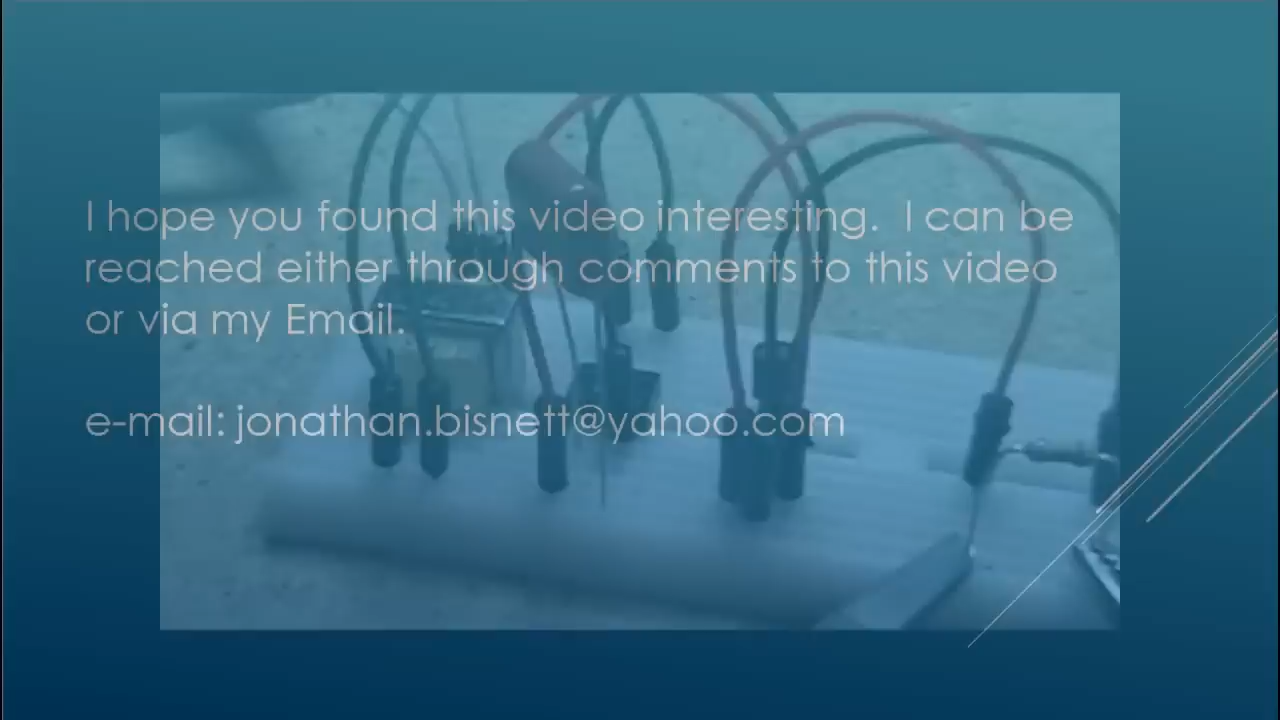 I hope you found this video interesting.  I can be
reached either through comments to this video
or via my Email.
e-mail: jonathan.bisnett@yahoo.com